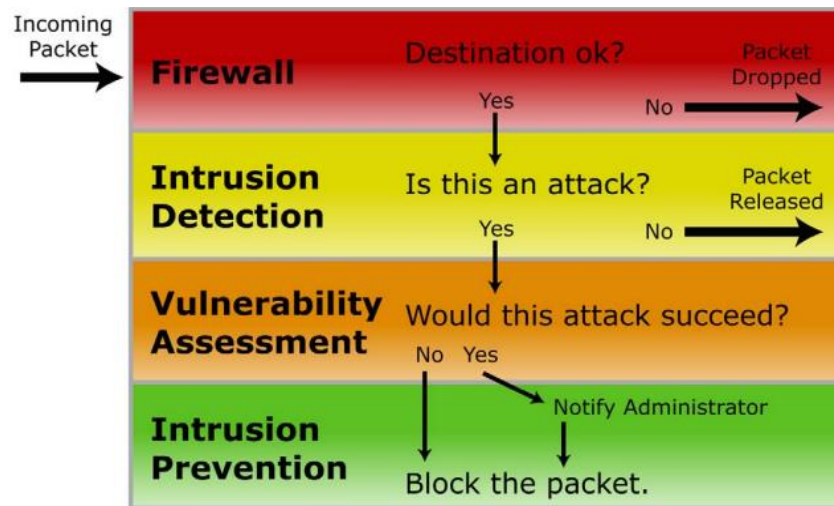 Incoming
Packet
Firewall
Destination ok?
Packet
Dropped
Yes
No
Intrusion
Detection
Is this an attack?
Packet
Released
Yes
No
Vulnerability
Assessment
Would this attack succeed?
No Yes
Intrusion
Prevention
Notify Administrator
Block the packet.